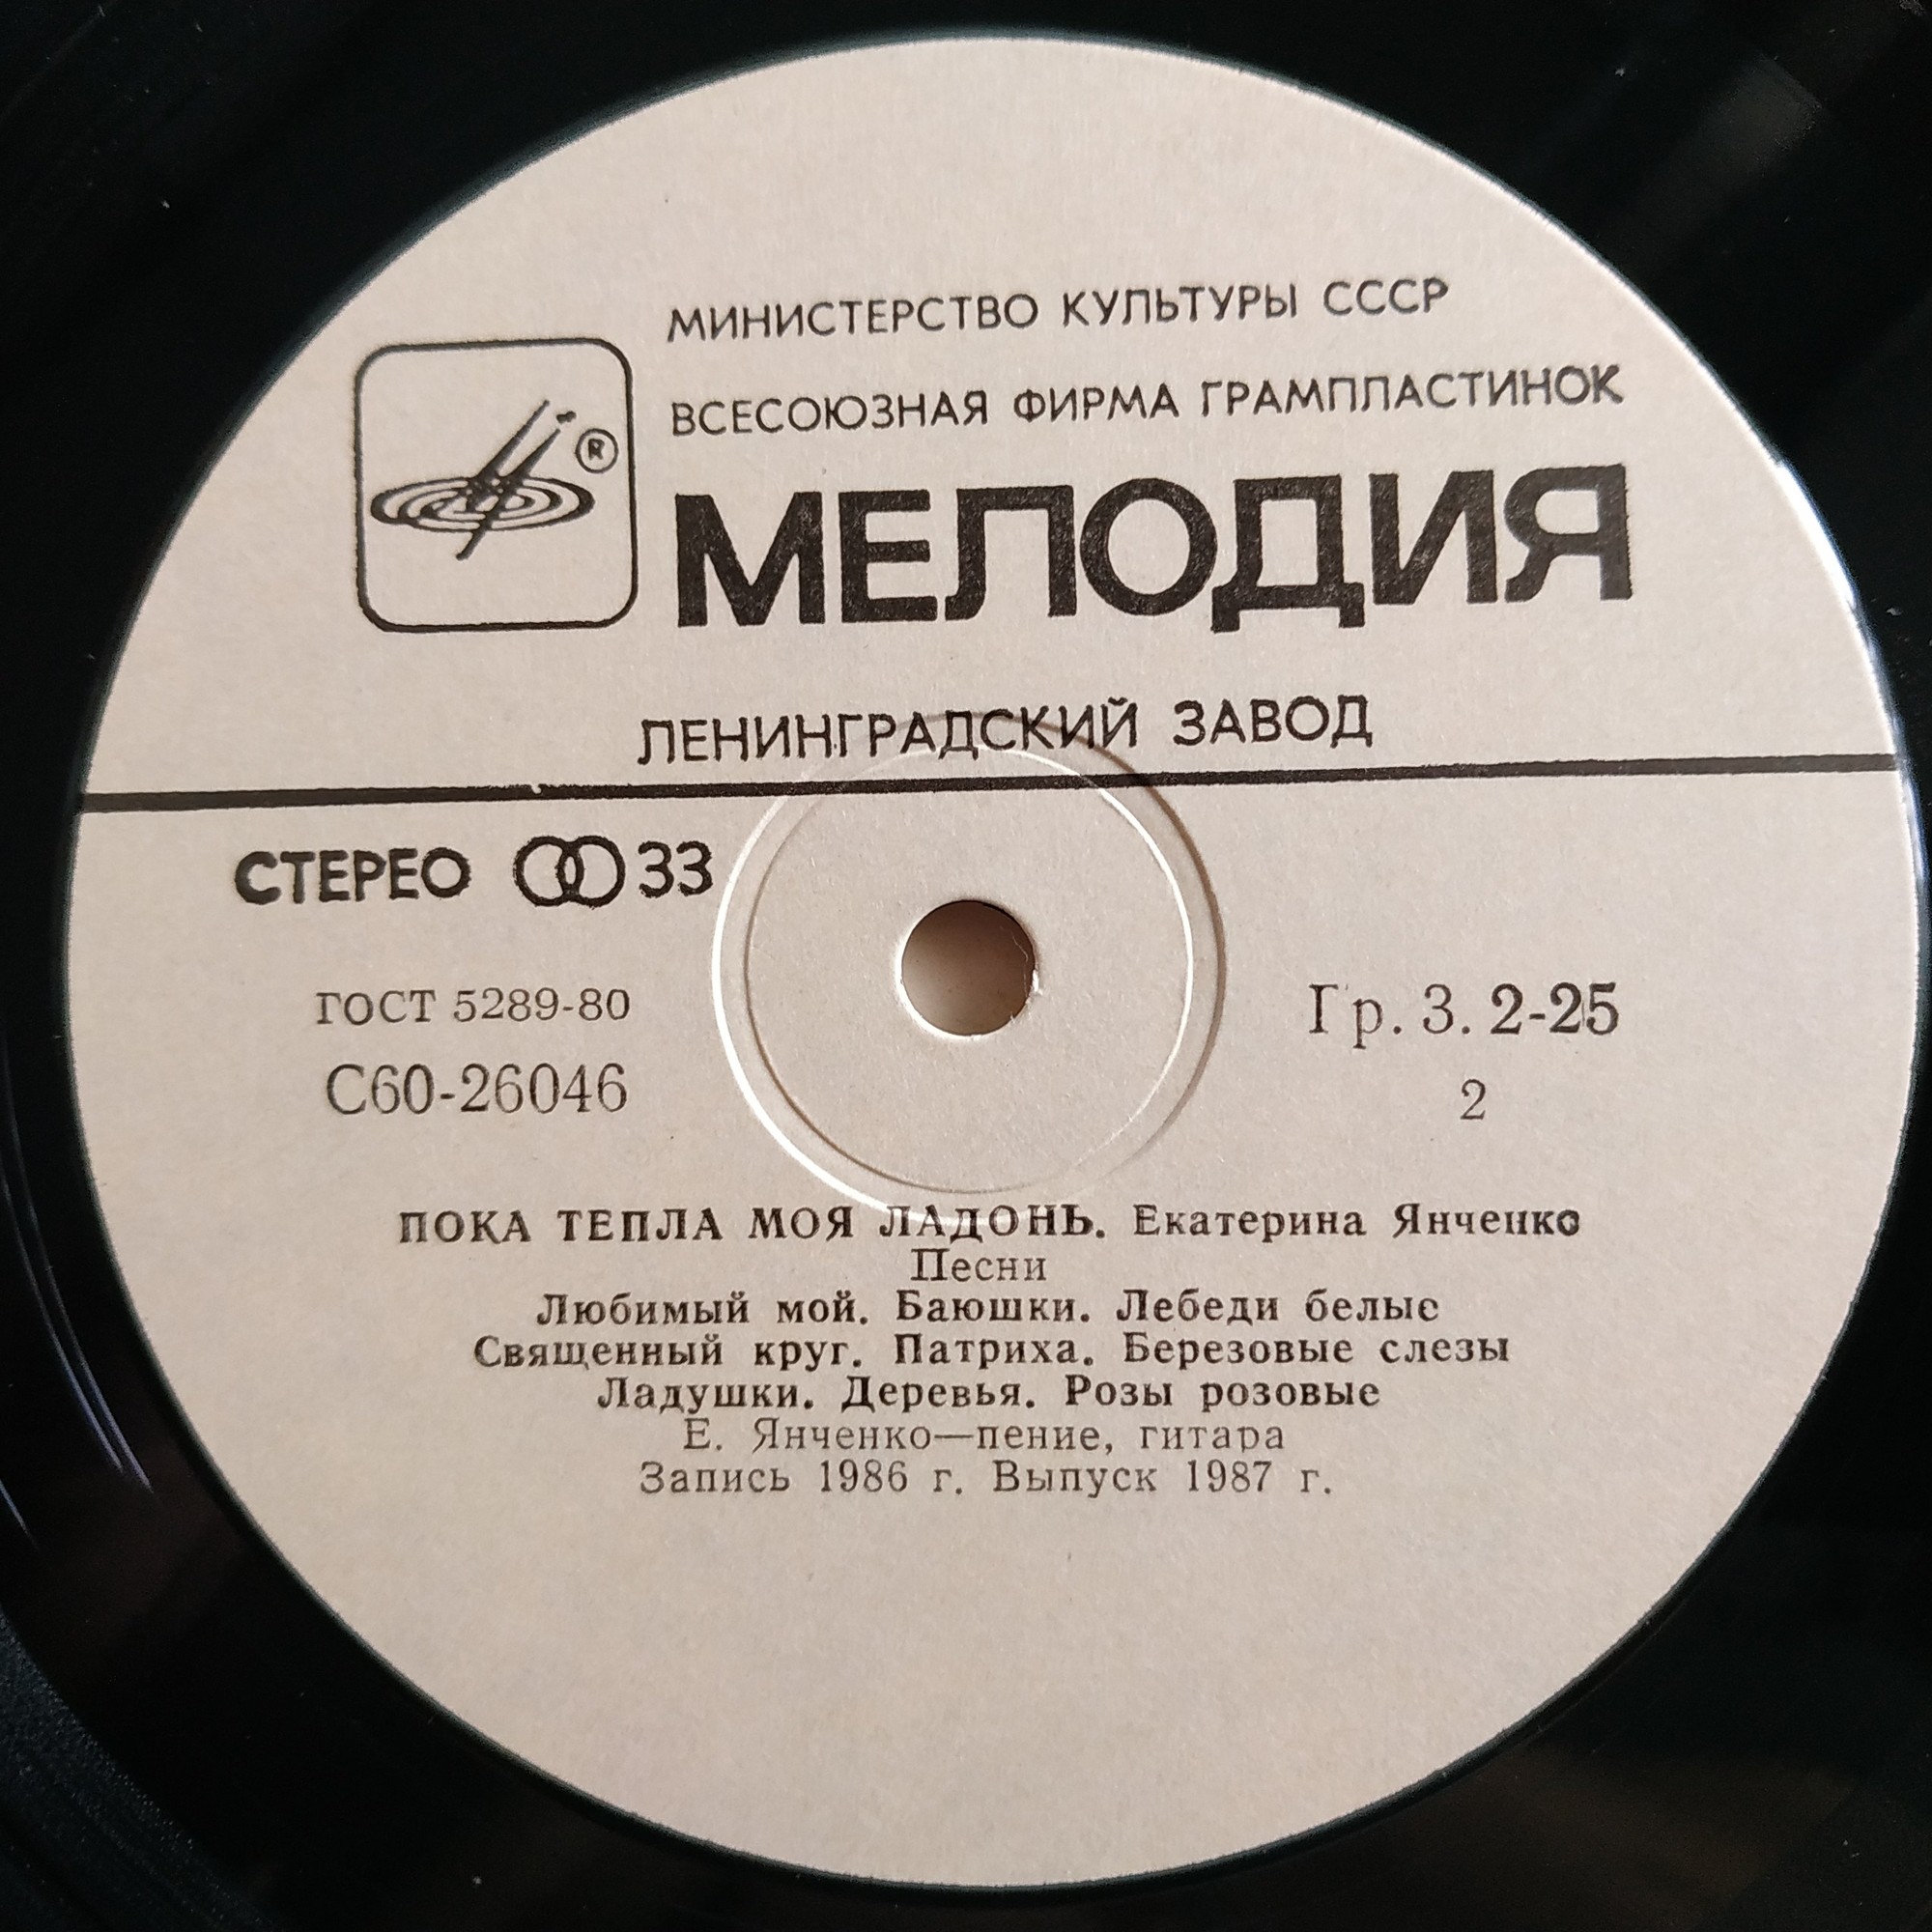 МИНИСТЕРСТВО КУЛЬТУРЫ СССР
ВСЕСОЮЗНАЯ ФИРМА ГРАМПЛАСТИНОК
®
МЕЛОДИЯ
ЛЕНИНГРАДСКИЙ ЗАВОД
СТЕРЕО 33
ГОСТ 5289-80
Гр. 3. 2-25
С60-26046
2
ПОКА ТЕПЛА МОЯ ЛАДОНЬ. Екатерина Янченко
Песни
Любимый мой. Баюшки. Лебеди белые
Священный круг. Патриха. Березовые слезы
Ладушки. Деревья. Розы розовые
Е. Янченко—пение, гитара
Запись 1986 г. Выпуск 1987 г.